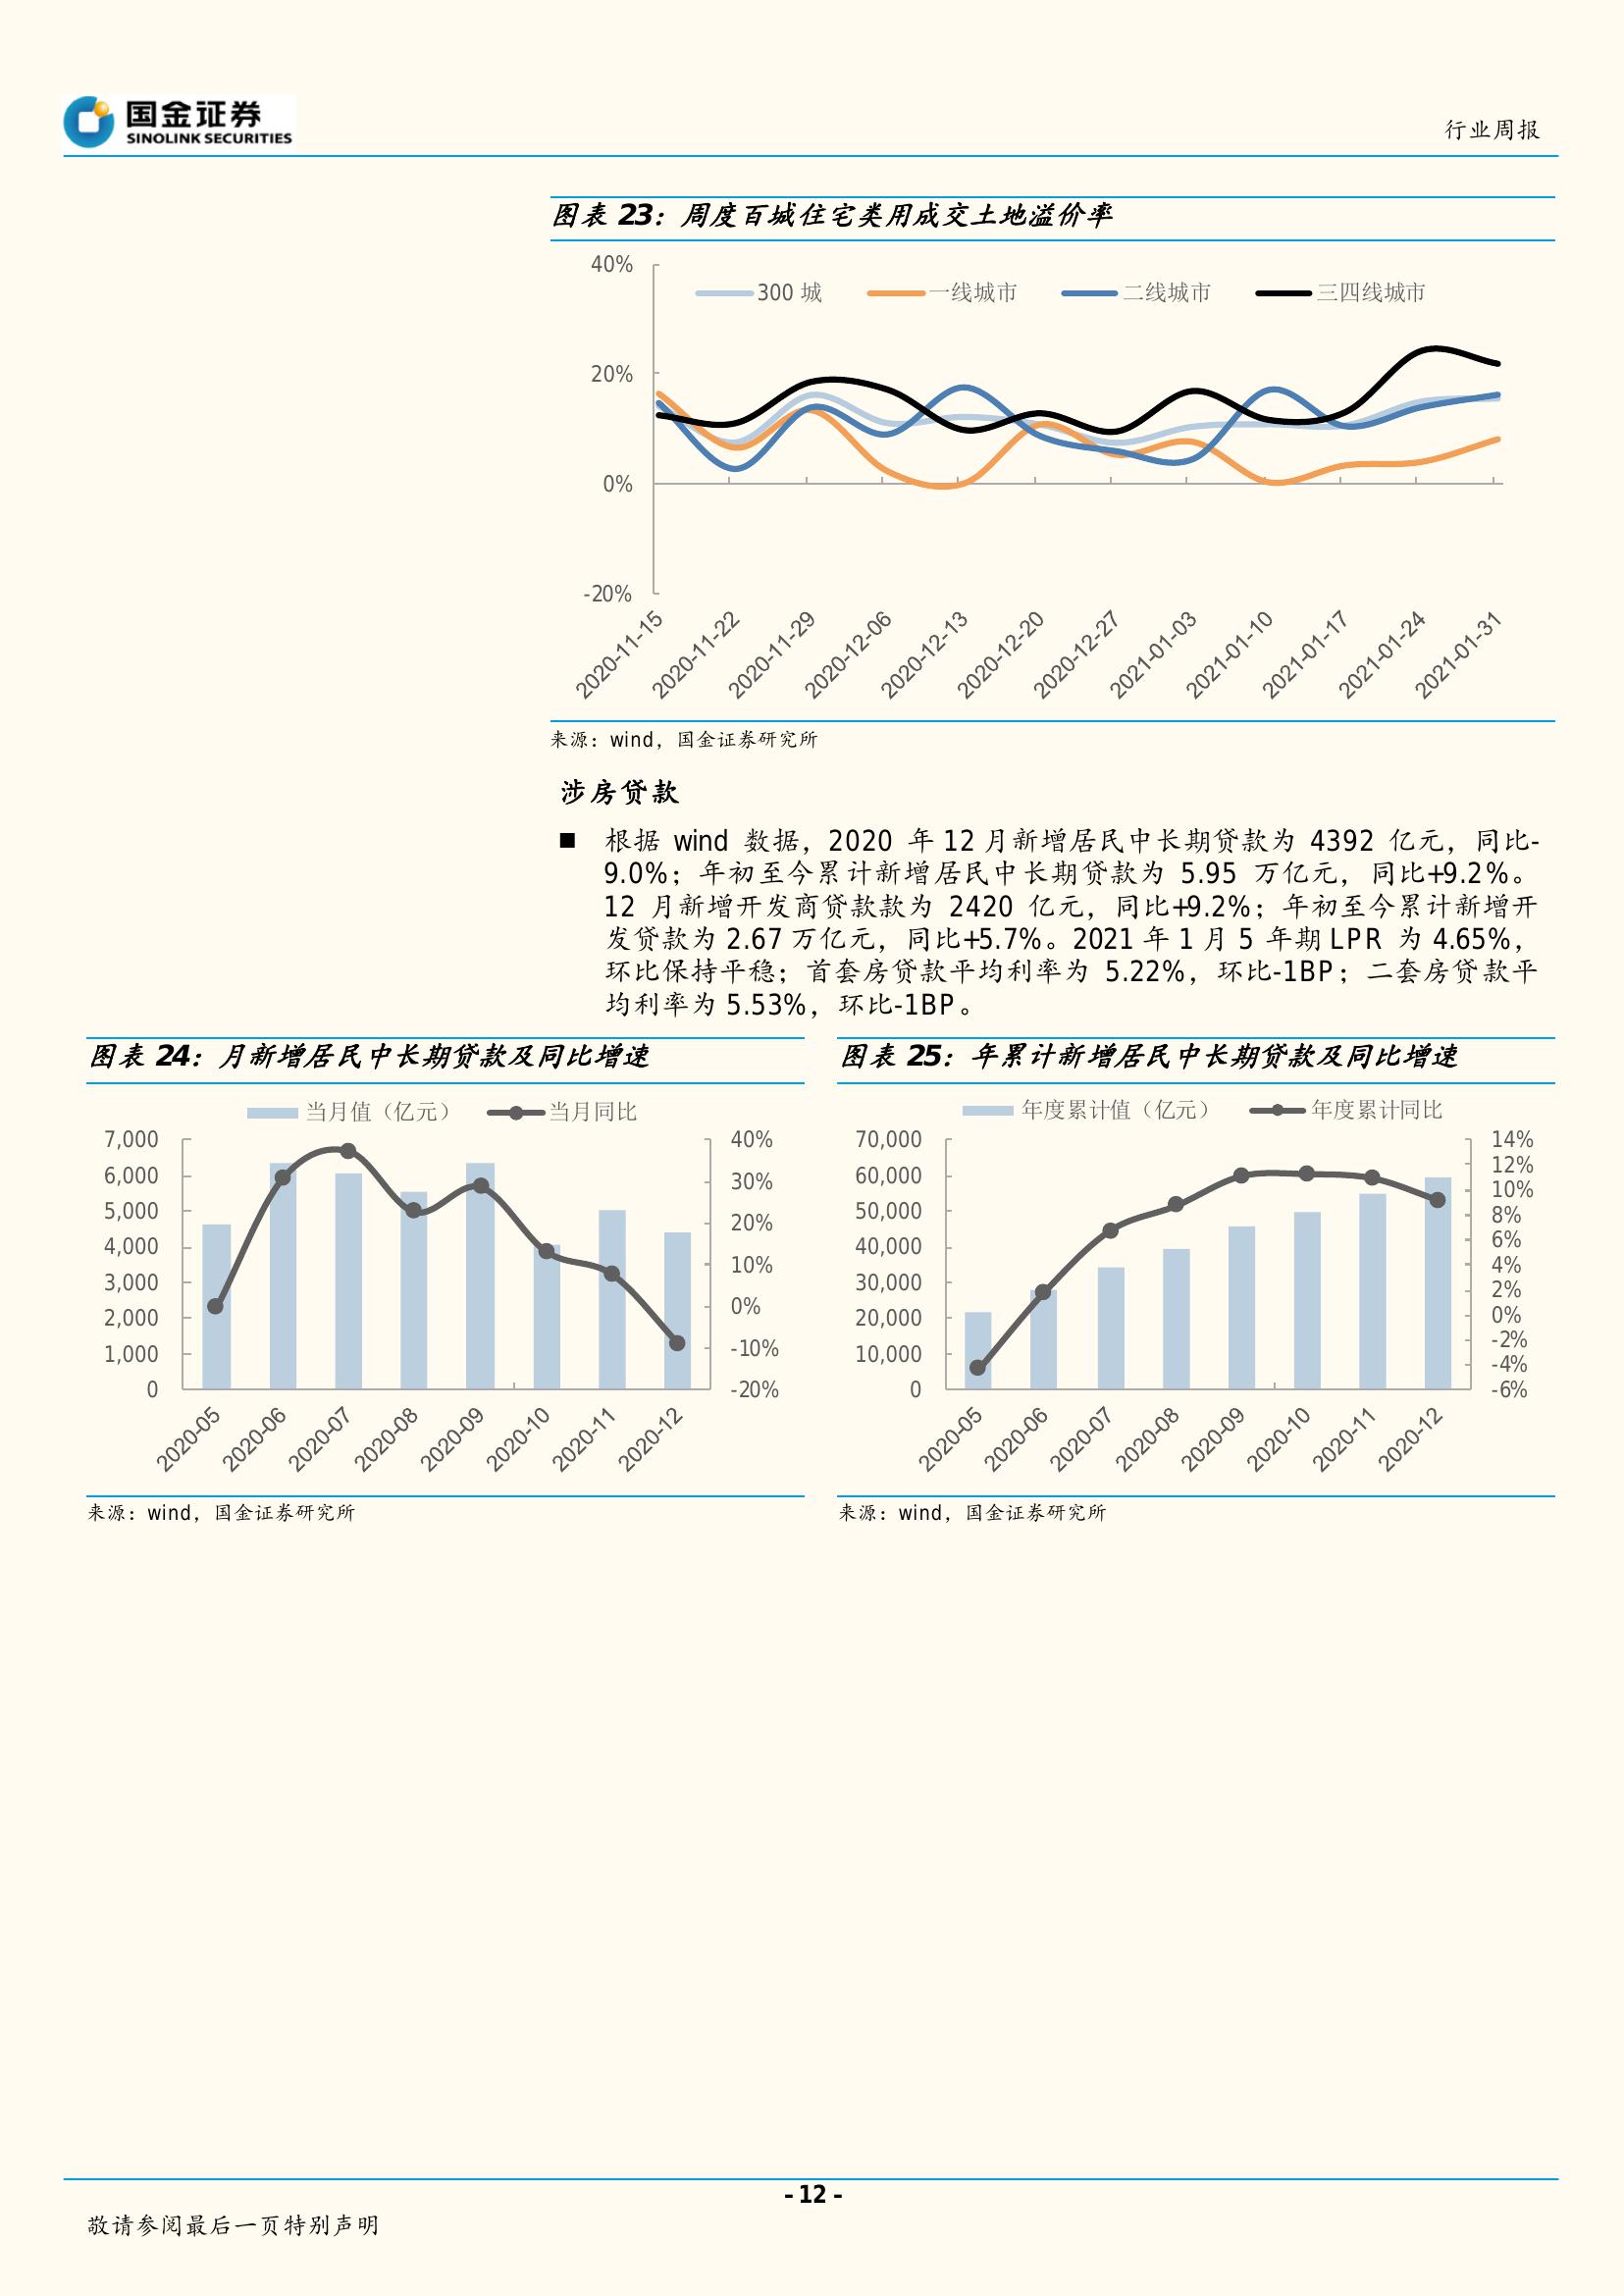 国金证券
SINOLINK SECURITIES
行业周报
图表 23：周度百城住宅类用成交土地溢价率
40%
20%
0%
-20%
300 城
一线城市
二线城市
三四线城市
2020-11-15
2020-11-22
2020-11-29
2020-12-06
2020-12-13
2020-12-20
2020-12-27
2021-01-03
2021-01-10
2021-01-17
2021-01-24
2021-01-31
来源：wind，国金证券研究所
涉房贷款
■ 根据 wind 数据，2020 年 12 月新增居民中长期贷款为 4392 亿元，同比-
9.0%；年初至今累计新增居民中长期贷款为 5.95 万亿元，同比+9.2%。
12 月新增开发商贷款款为 2420 亿元，同比+9.2%；年初至今累计新增开
发贷款为 2.67 万亿元，同比+5.7%。2021 年 1 月 5 年期 LPR 为 4.65%，
环比保持平稳；首套房贷款平均利率为 5.22%，环比-1BP；二套房贷款平
均利率为 5.53%，环比-1BP。
图表 24：月新增居民中长期贷款及同比增速
当月值（亿元）
当月同比
7,000
6,000
5,000
4,000
3,000
2,000
1,000
0
40%
30%
20%
10%
0%
-10%
-20%
2020-05
2020-06
2020-07
2020-08
2020-09
2020-10
2020-11
2020-12
来源：wind，国金证券研究所
图表 25：年累计新增居民中长期贷款及同比增速
年度累计值（亿元）
年度累计同比
70,000
60,000
50,000
40,000
30,000
20,000
10,000
0
14%
12%
10%
8%
6%
4%
2%
0%
-2%
-4%
-6%
2020-05
2020-06
2020-07
2020-08
2020-09
2020-10
2020-11
2020-12
来源：wind，国金证券研究所
- 12 -
敬请参阅最后一页特别声明